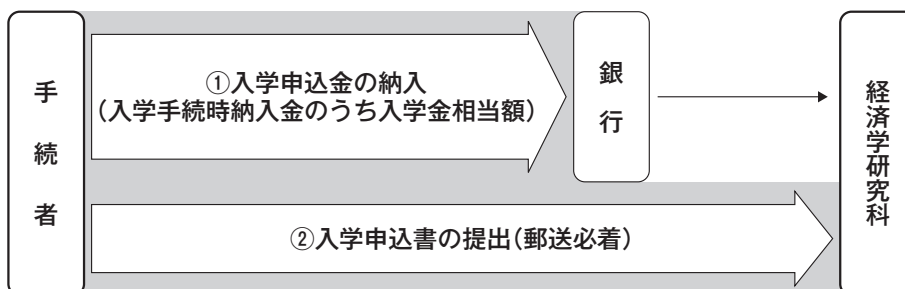 手続者
①入学申込金の納入
(入学手続時納入金のうち入学金相当額)
銀行
②入学申込書の提出(郵送必着)
経済学研究科